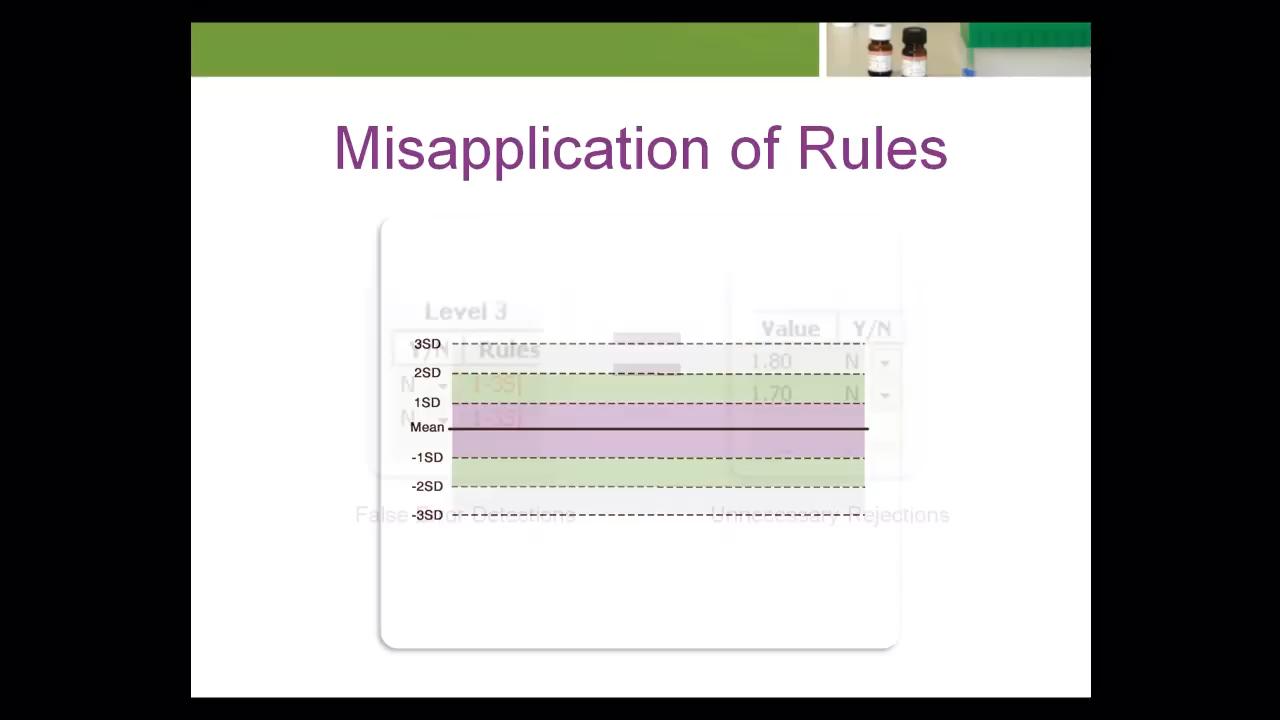 Misapplication of Rules
Level 3
Value Y/N
Y/N Rules
3SD
1.80 N
2SD
N 1-3S
1.70 N
1SD
N 1-3S
Mean
-1SD
-2SD
-3SD
False Error Detections
Unnecessary Rejections